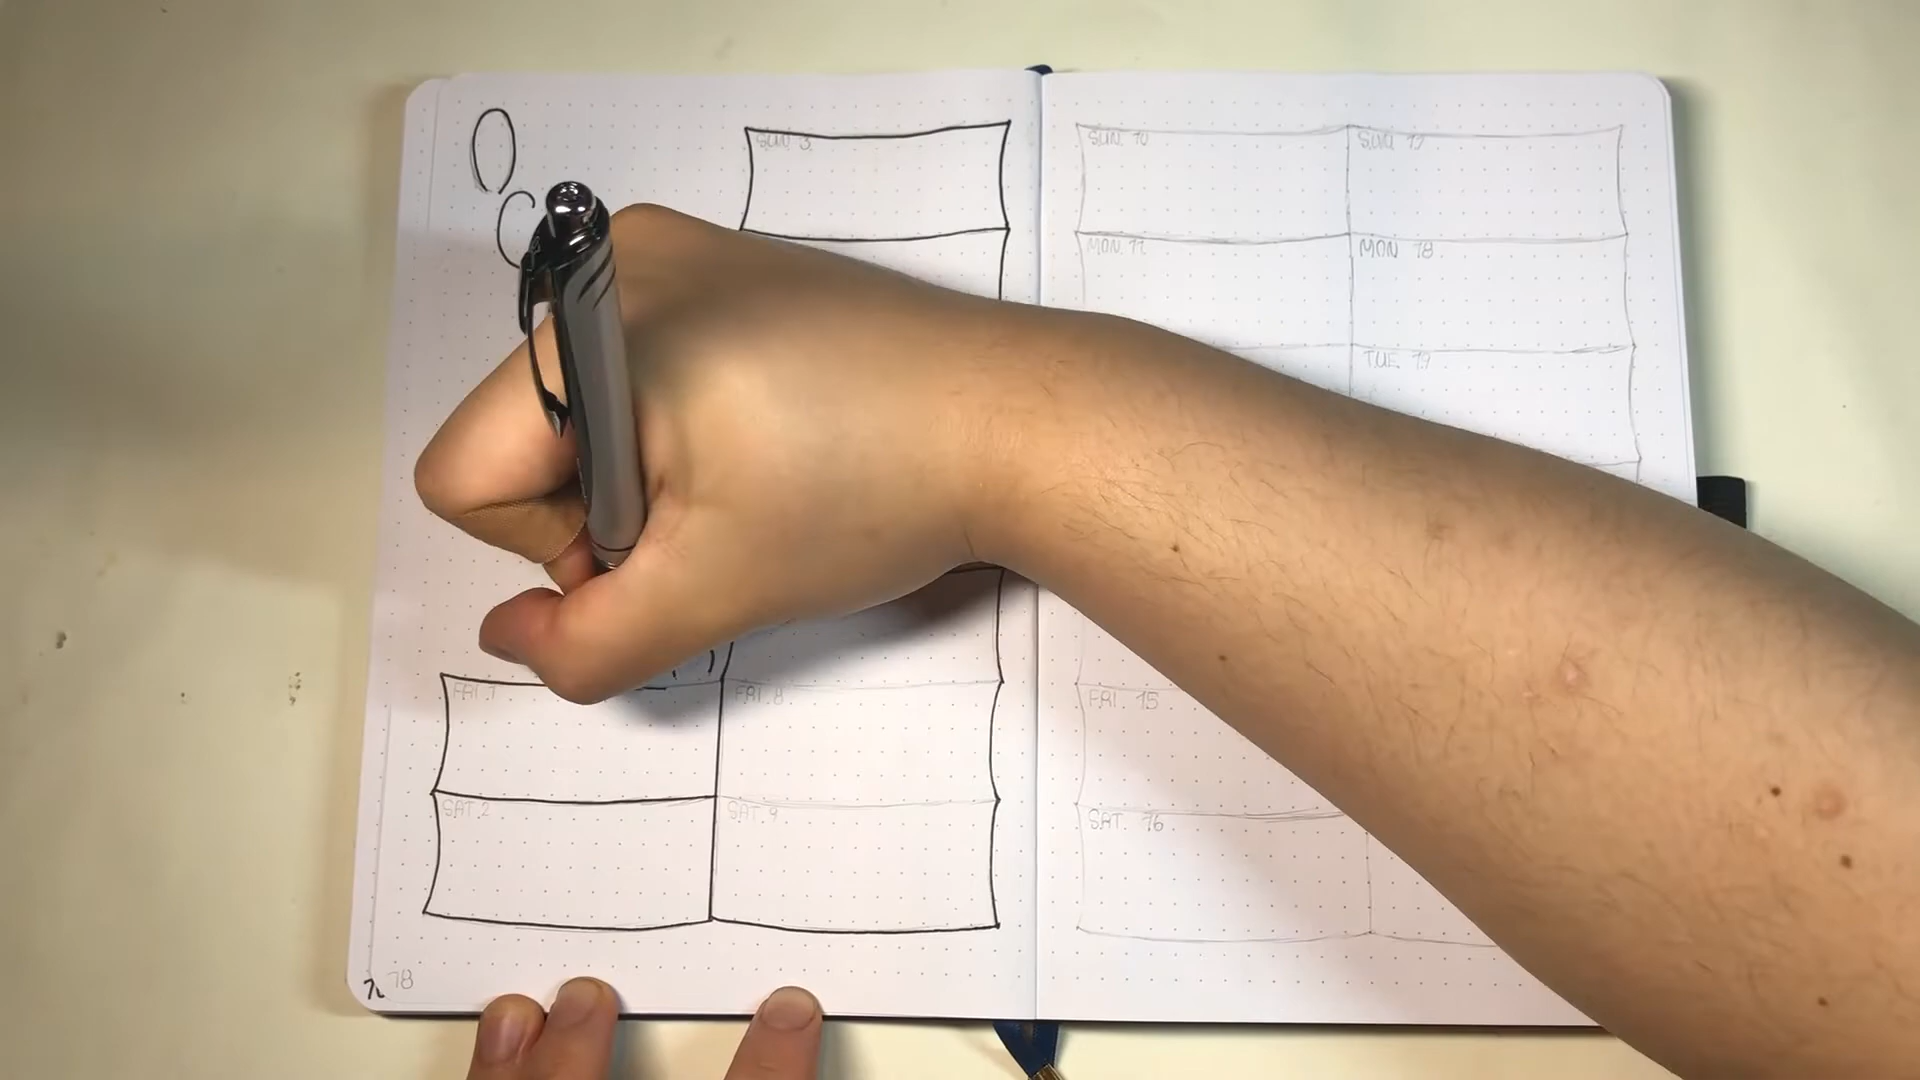 O
C
SUN 3
SUN. 10
SUN 17
MON. 11
MON 18
TUE. 19
FRI. 1
FRI. 8
FRI. 15
SAT. 2
SAT. 9
SAT. 16
78